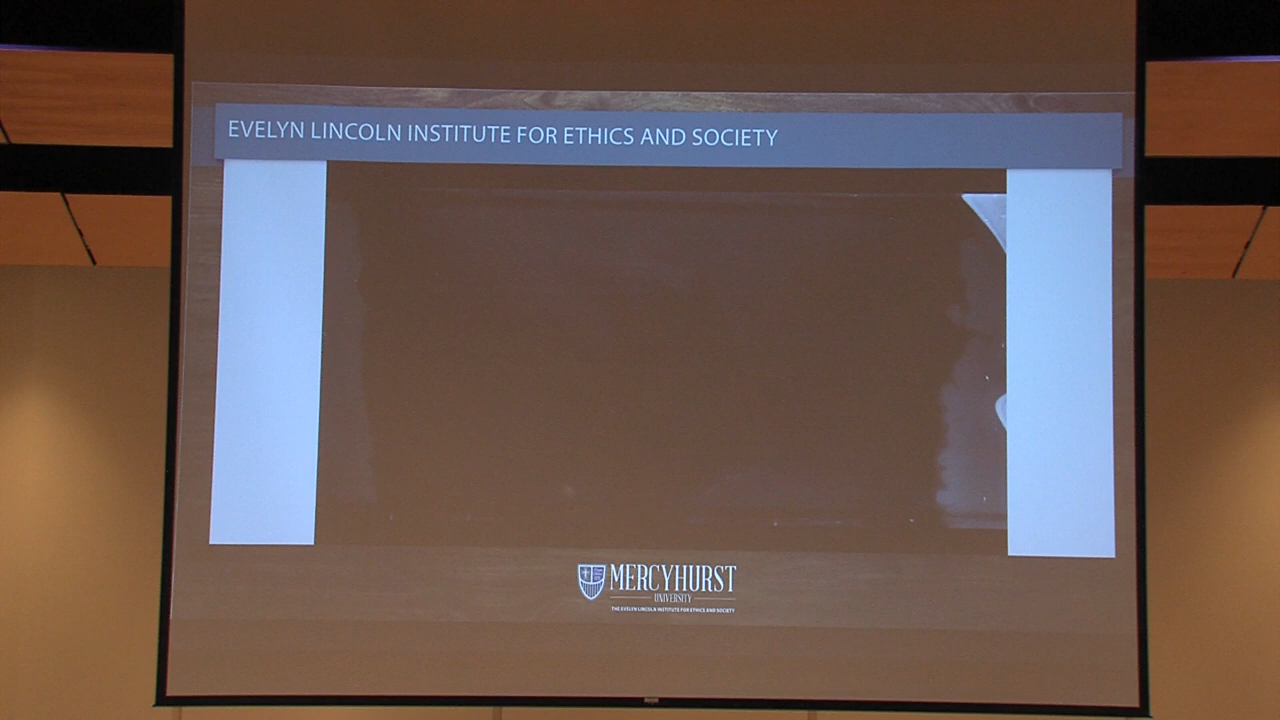 EVELYN LINCOLN INSTITUTE FOR ETHICS AND SOCIETY
MERCYHURST
UNIVERSITY
THE EVELYN LINCOLN INSTITUTE FOR ETHICS AND SOCIETY